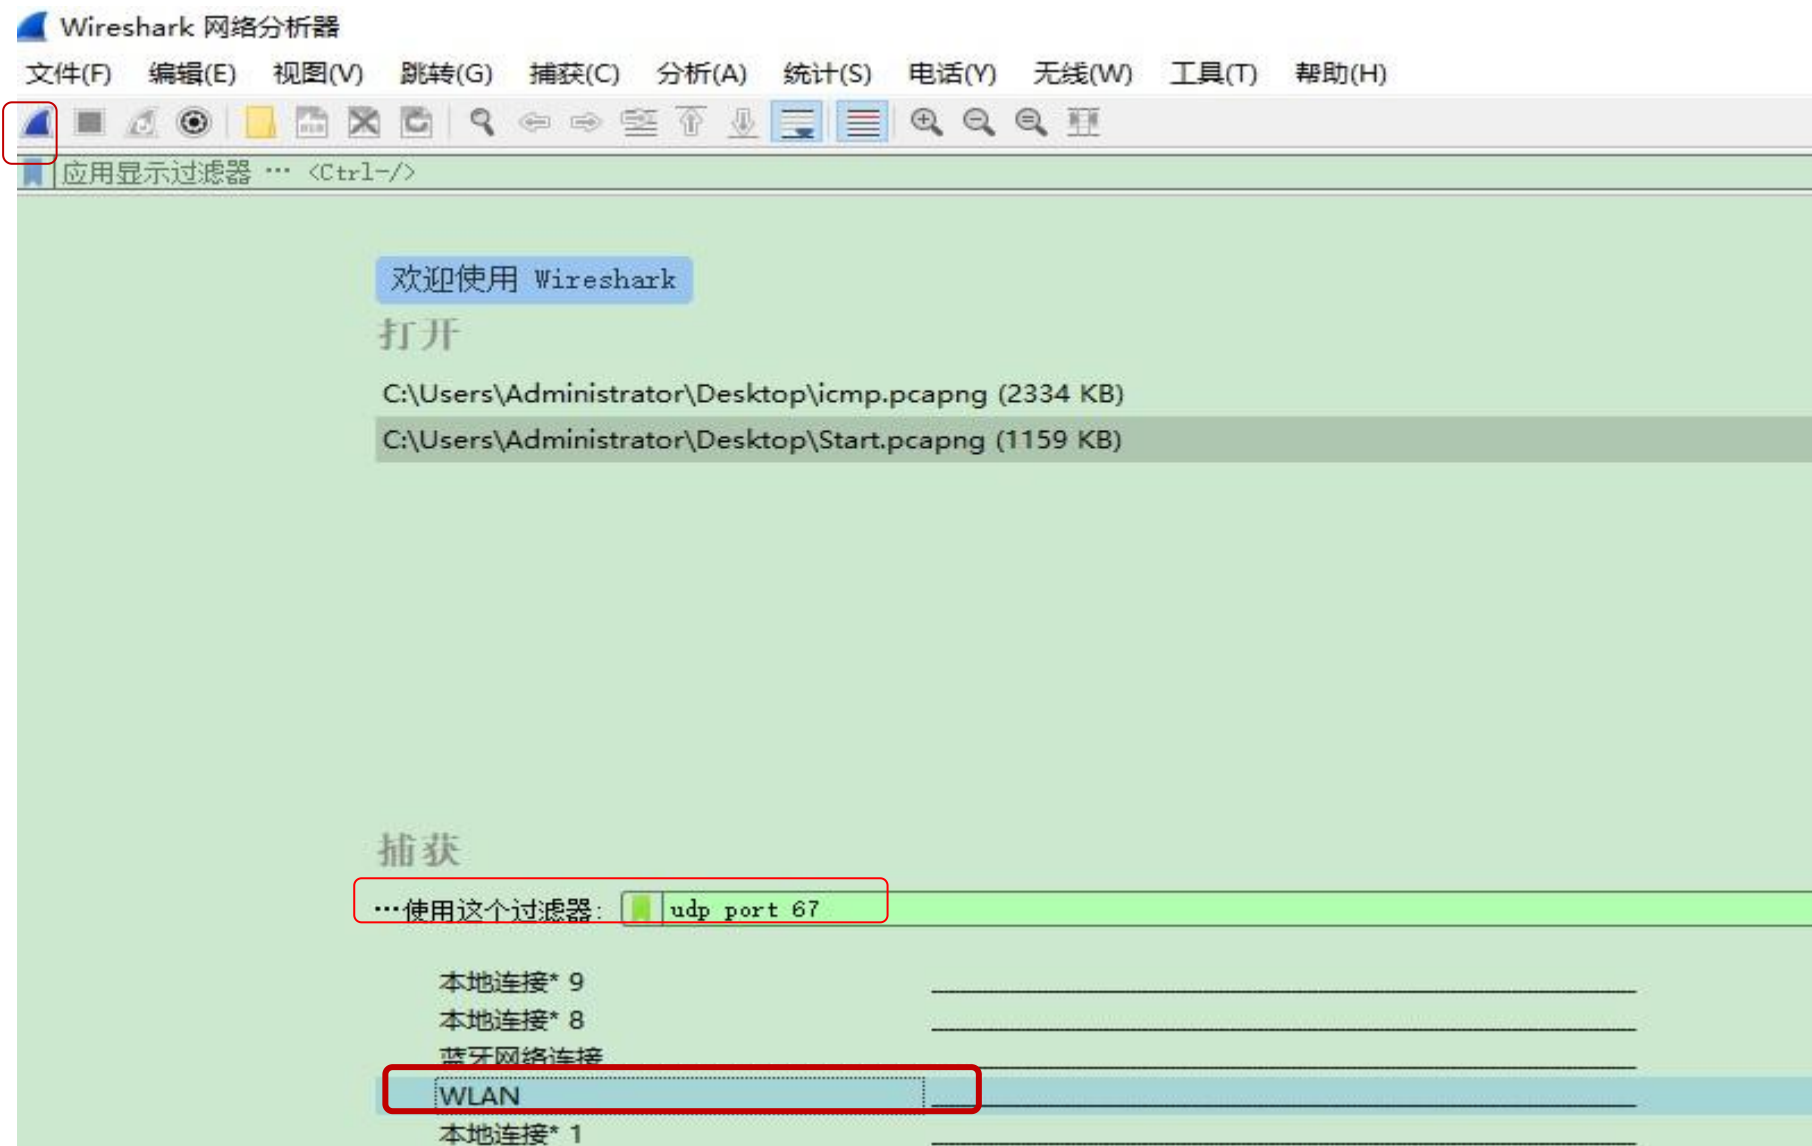 Wireshark 网络分析器
文件(F) 编辑(E) 视图(V) 跳转(G) 捕获(C) 分析(A) 统计(S) 电话(Y) 无线(W) 工具(T) 帮助(H)
应用显示过滤器 … <Ctrl-/>
欢迎使用 Wireshark
打开
C:\Users\Administrator\Desktop\icmp.pcapng (2334 KB)
C:\Users\Administrator\Desktop\Start.pcapng (1159 KB)
捕获
…使用这个过滤器: udp port 67
本地连接* 9
本地连接* 8
蓝牙网络连接
WLAN
本地连接* 1